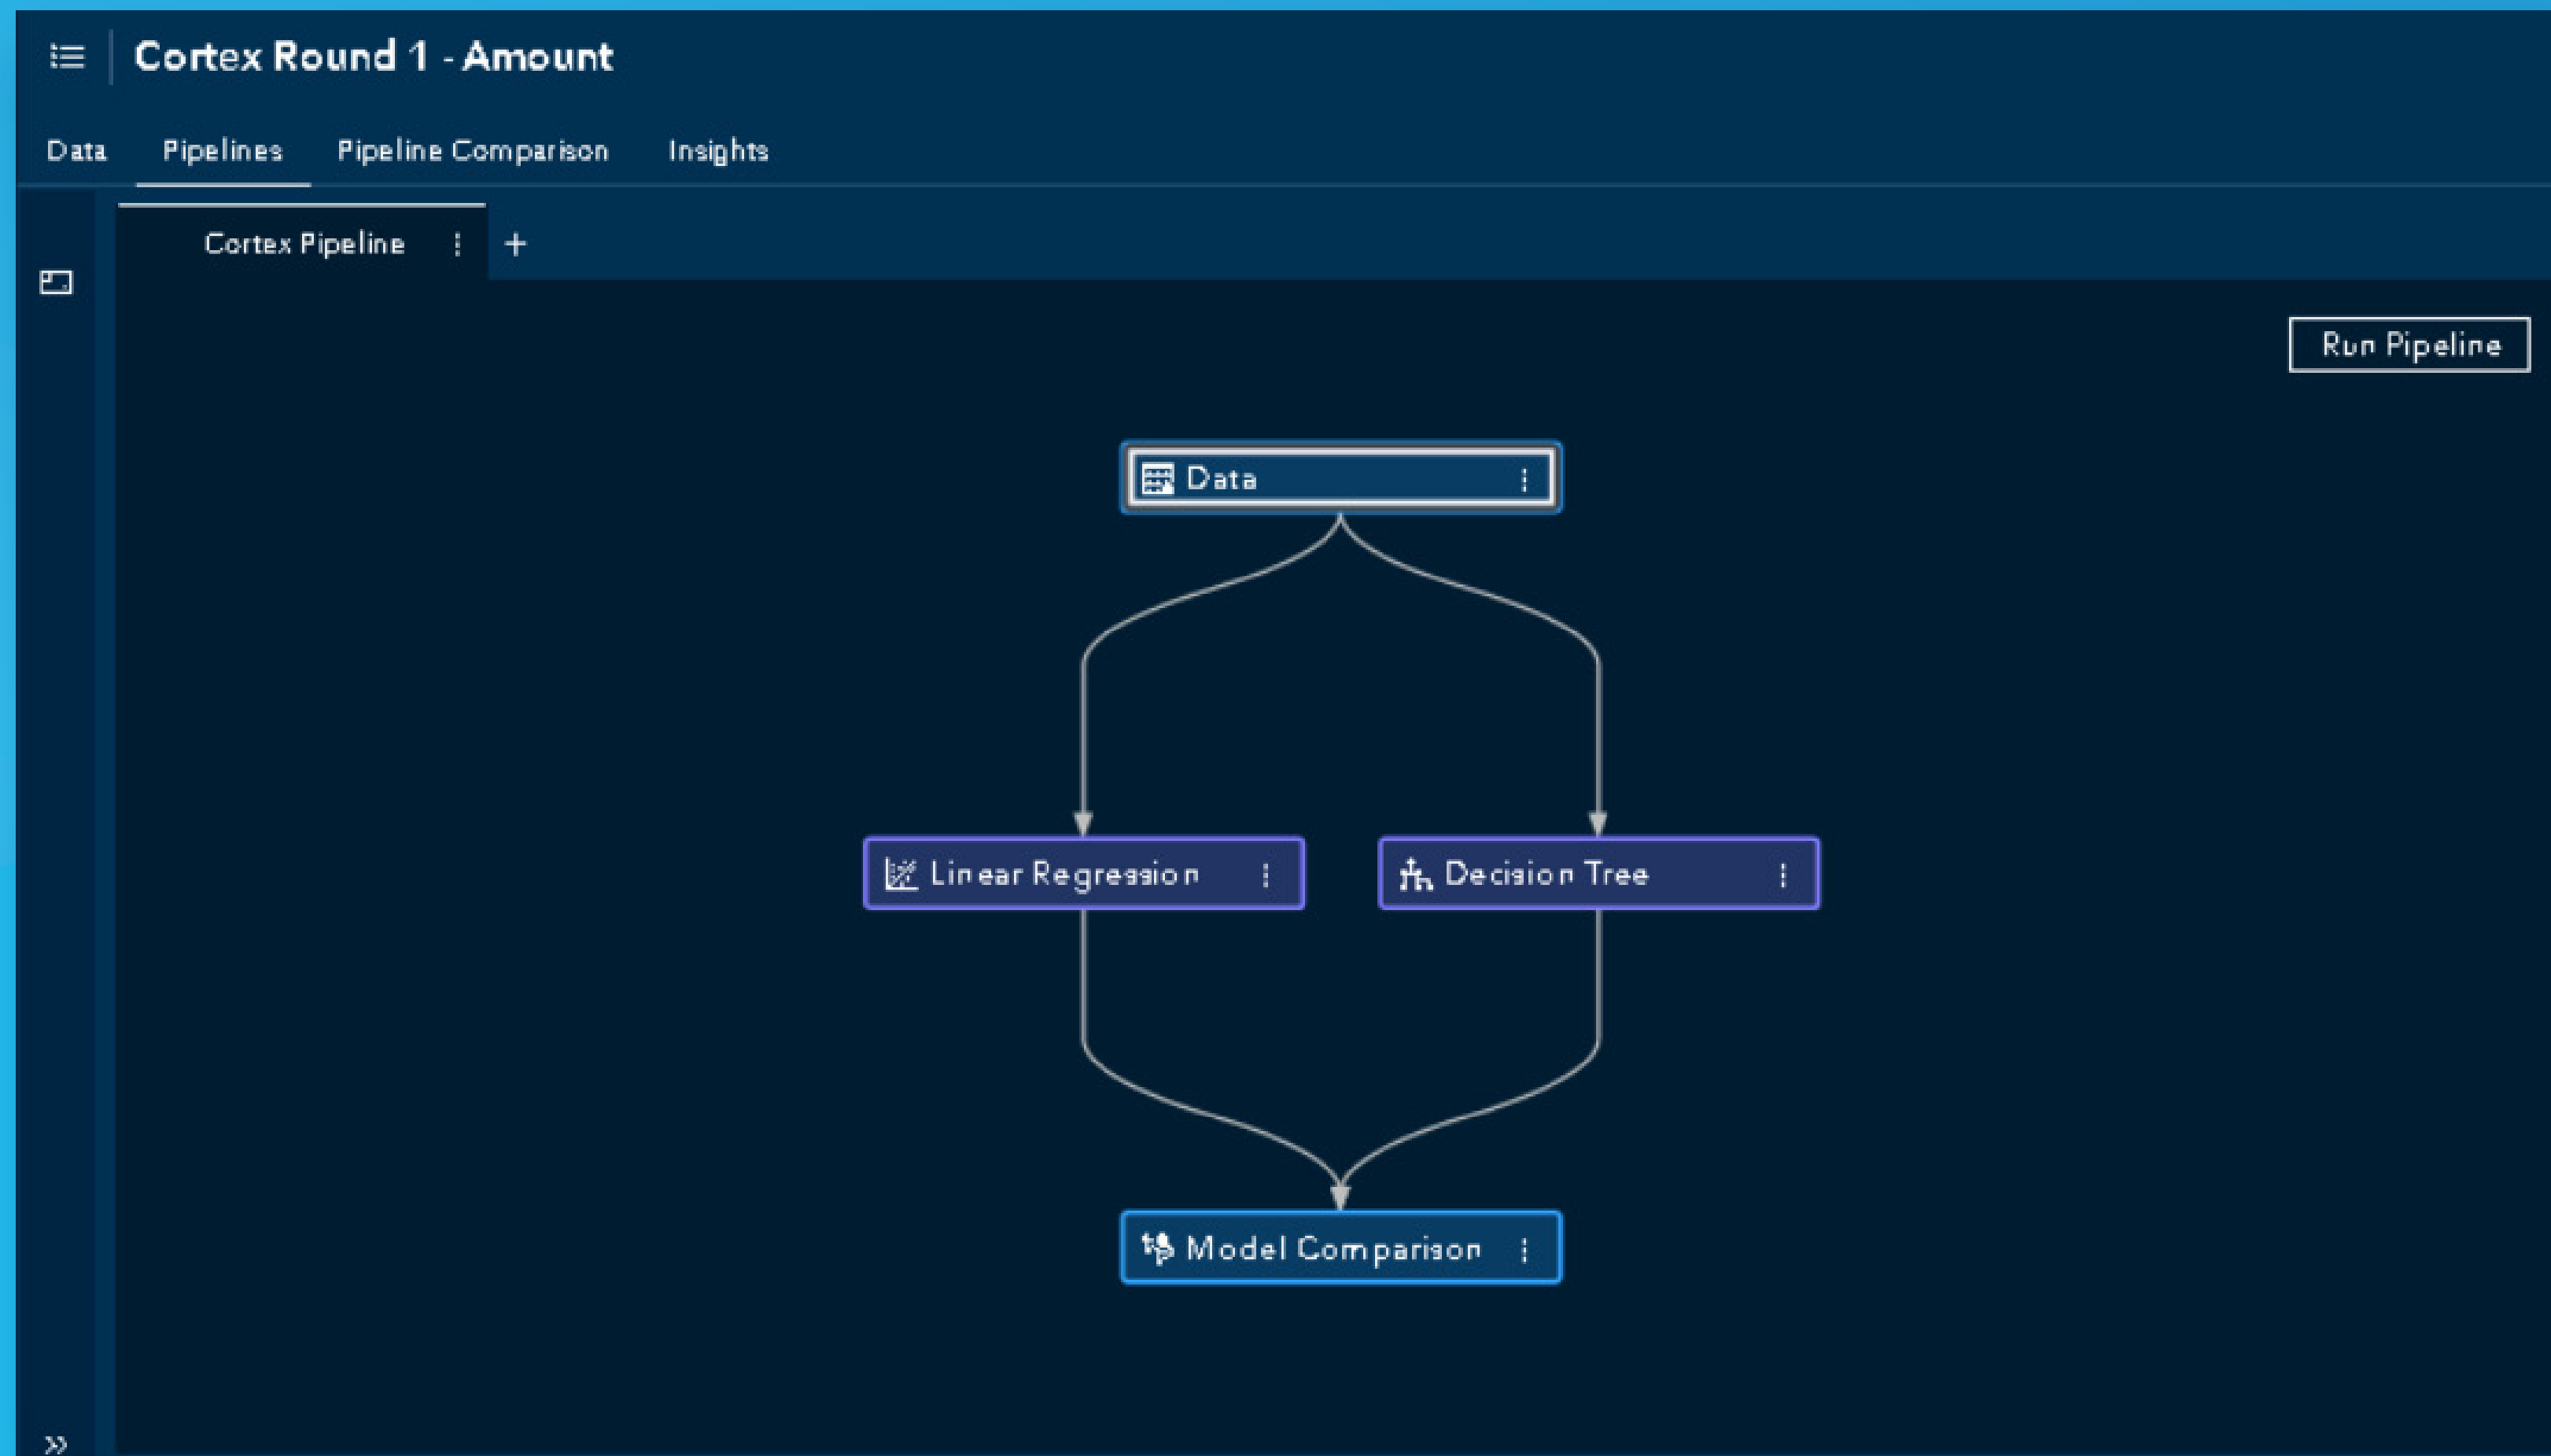 Cortex Round 1 - Amount
Data Pipelines Pipeline Comparison Insights
Cortex Pipeline +
Run Pipeline
Data
Linear Regression Decision Tree
Model Comparison